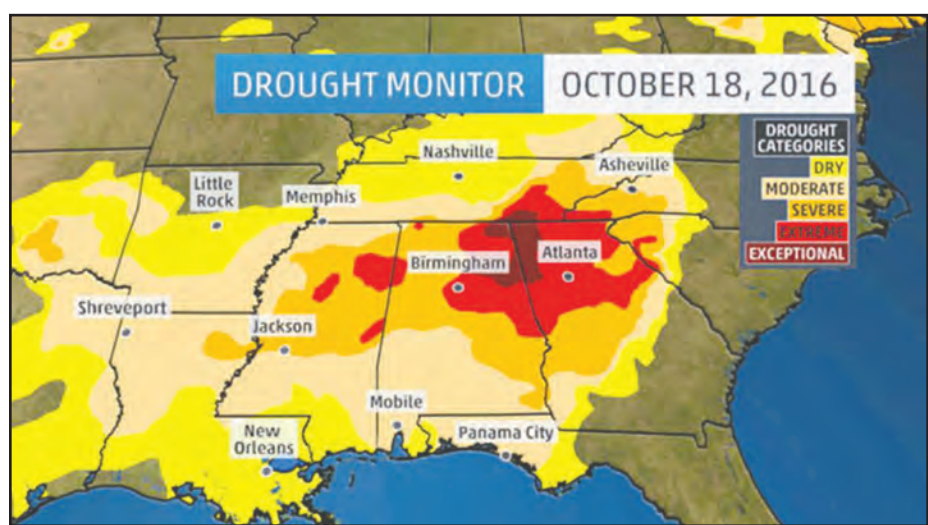 DROUGHT MONITOR OCTOBER 18, 2016
DROUGHT
CATEGORIES
DRY
MODERATE
SEVERE
EXTREME
EXCEPTIONAL
Nashville
Asheville
Little
Rock
Memphis
Birmingham
Atlanta
Shreveport
Jackson
Mobile
New
Orleans
Panama City